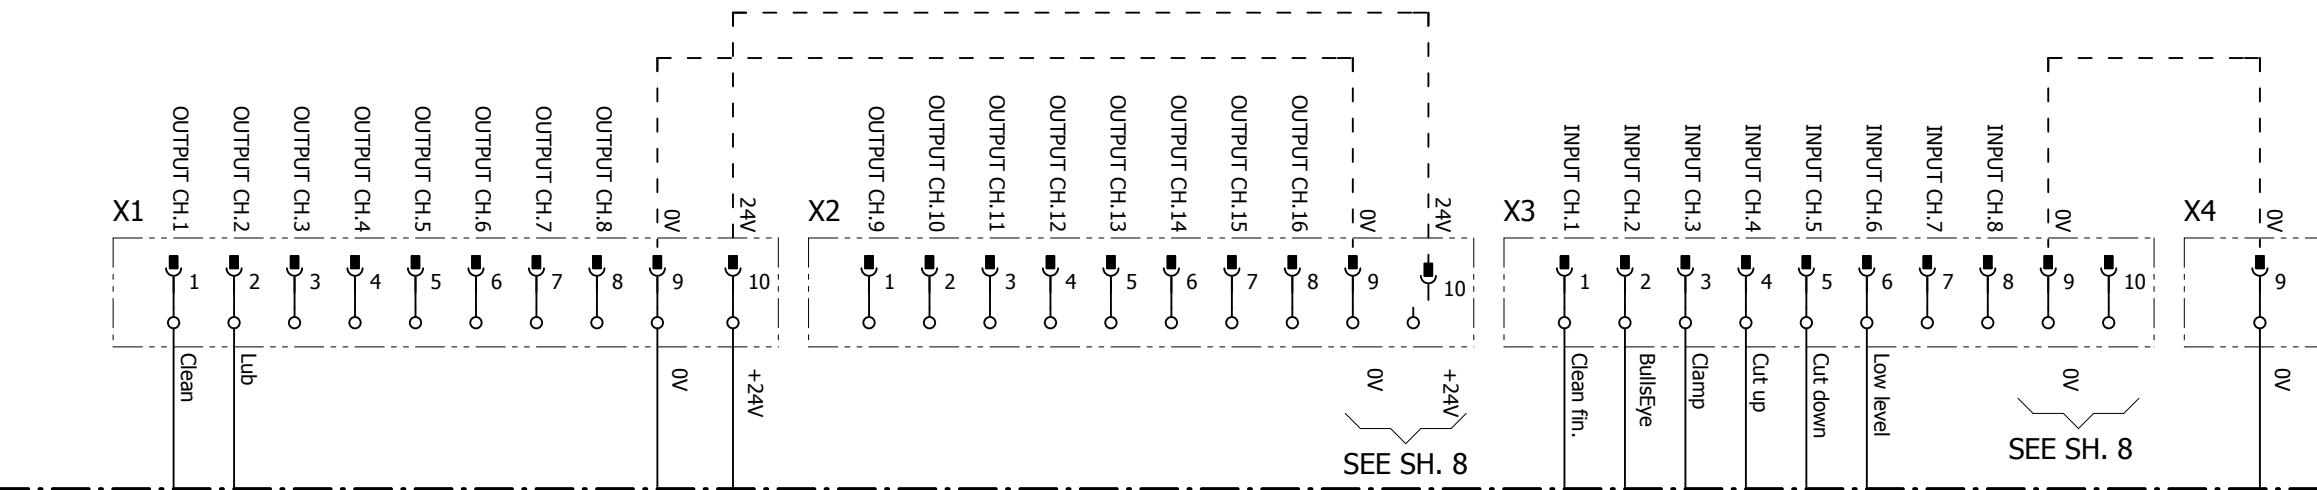 X1
OUTPUT CH.1
OUTPUT CH.2
OUTPUT CH.3
OUTPUT CH.4
OUTPUT CH.5
OUTPUT CH.6
OUTPUT CH.7
OUTPUT CH.8
0V
24V
1
2
3
4
5
6
7
8
9
10
Clean
Lub
0V
+24V
X2
OUTPUT CH.9
OUTPUT CH.10
OUTPUT CH.11
OUTPUT CH.12
OUTPUT CH.13
OUTPUT CH.14
OUTPUT CH.15
OUTPUT CH.16
0V
24V
1
2
3
4
5
6
7
8
9
10
0V
+24V
SEE SH. 8
X3
INPUT CH.1
INPUT CH.2
INPUT CH.3
INPUT CH.4
INPUT CH.5
INPUT CH.6
INPUT CH.7
INPUT CH.8
0V
1
2
3
4
5
6
7
8
9
10
Clean fin.
BullsEye
Clamp
Cut up
Cut down
Low level
0V
SEE SH. 8
X4
0V
9
0V